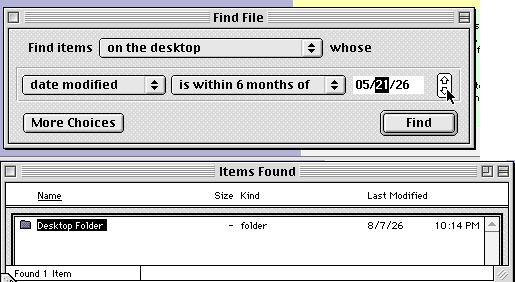 Find File
Find items on the desktop whose
date modified is within 6 months of 05/21/26
More Choices Find
Items Found
Name Size Kind Last Modified
Desktop Folder – folder 8/7/26 10:14 PM
Found 1 Item